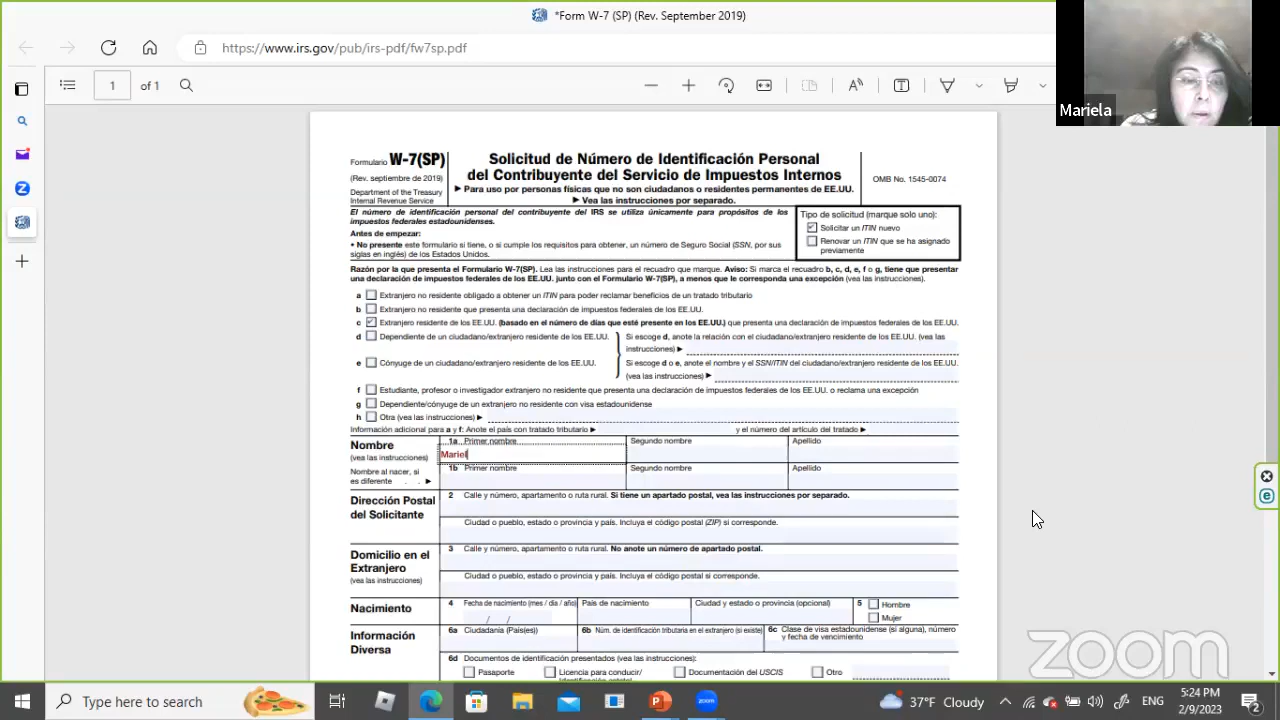 *Form W-7 (SP) (Rev. September 2019)
https://www.irs.gov/pub/irs-pdf/fw7sp.pdf
Mariela
1 of 1
Formulario W-7(SP)
(Rev. septiembre de 2019)
Department of the Treasury
Internal Revenue Service
Solicitud de Número de Identificación Personal
del Contribuyente del Servicio de Impuestos Internos
▶ Para uso por personas físicas que no son ciudadanos o residentes permanentes de EE.UU.
▶ Vea las instrucciones por separado.
OMB No. 1545-0074
El número de identificación personal del contribuyente del IRS se utiliza únicamente para propósitos de los
impuestos federales estadounidenses.
Antes de empezar:
• No presente este formulario si tiene, o si cumple los requisitos para obtener, un número de Seguro Social (SSN, por sus
siglas en inglés) de los Estados Unidos.
Tipo de solicitud (marque solo uno):
Solicitar un ITIN nuevo
Renovar un ITIN que se ha asignado
previamente
Razón por la que presenta el Formulario W-7(SP). Lea las instrucciones para el recuadro que marque. Aviso: Si marca el recuadro b, c, d, e, f o g, tiene que presentar
una declaración de impuestos federales de los EE.UU. junto con el Formulario W-7(SP), a menos que le corresponda una excepción (vea las instrucciones).
a Extranjero no residente obligado a obtener un ITIN para poder reclamar beneficios de un tratado tributario
b Extranjero no residente que presenta una declaración de impuestos federales de los EE.UU.
c Extranjero residente de los EE.UU. (basado en el número de días que esté presente en los EE.UU.) que presenta una declaración de impuestos federales de los EE.UU.
d Dependiente de un ciudadano/extranjero residente de los EE.UU.
Si escoge d, anote la relación con el ciudadano/extranjero residente de los EE.UU. (vea las
instrucciones) ▶
e Cónyuge de un ciudadano/extranjero residente de los EE.UU.
Si escoge d o e, anote el nombre y el SSN/ITIN del ciudadano/extranjero residente de los EE.UU.
(vea las instrucciones) ▶
f Estudiante, profesor o investigador extranjero no residente que presenta una declaración de impuestos federales de los EE.UU. o reclama una excepción
g Dependiente/cónyuge de un extranjero no residente con visa estadounidense
h Otra (vea las instrucciones) ▶
Información adicional para a y f: Anote el país con tratado tributario ▶ y el número del artículo del tratado ▶
Nombre
(vea las instrucciones)
1a Primer nombre Segundo nombre Apellido
Mariel
Nombre al nacer, si
es diferente . . ▶
1b Primer nombre Segundo nombre Apellido
Dirección Postal
del Solicitante
2 Calle y número, apartamento o ruta rural. Si tiene un apartado postal, vea las instrucciones por separado.
Ciudad o pueblo, estado o provincia y país. Incluya el código postal (ZIP) si corresponde.
Domicilio en el
Extranjero
(vea las instrucciones)
3 Calle y número, apartamento o ruta rural. No anote un número de apartado postal.
Ciudad o pueblo, estado o provincia y país. Incluya el código postal si corresponde.
Nacimiento
4 Fecha de nacimiento (mes / día / año) País de nacimiento Ciudad y estado o provincia (opcional) 5 Hombre
/ / Mujer
Información
Diversa
6a Ciudadanía (País(es)) 6b Núm. de identificación tributaria en el extranjero (si existe) 6c Clase de visa estadounidense (si alguna), número
y fecha de vencimiento
6d Documentos de identificación presentados (vea las instrucciones):
Pasaporte Licencia para conducir/ Documentación del USCIS Otro
identificación estatal
zoom
Type here to search
zoom
37°F Cloudy
ENG
5:24 PM
2/9/2023
2